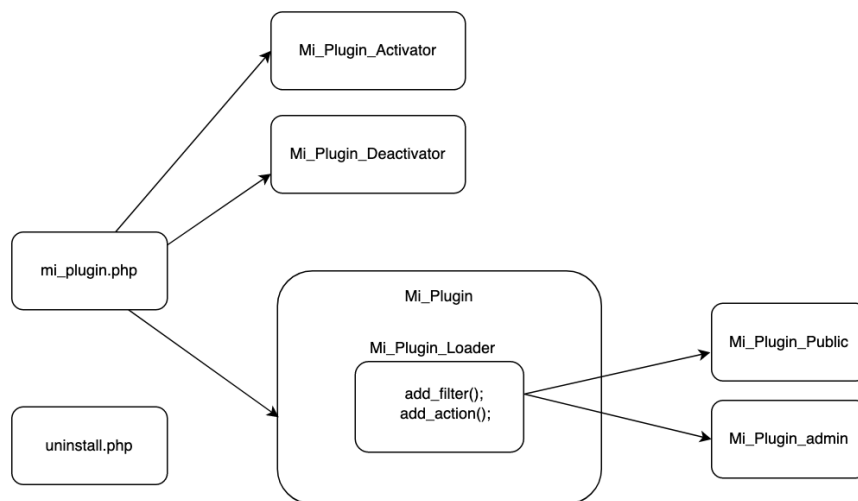 Mi_Plugin_Activator
Mi_Plugin_Deactivator
mi_plugin.php
Mi_Plugin
Mi_Plugin_Loader
add_filter();
add_action();
Mi_Plugin_Public
Mi_Plugin_admin
uninstall.php